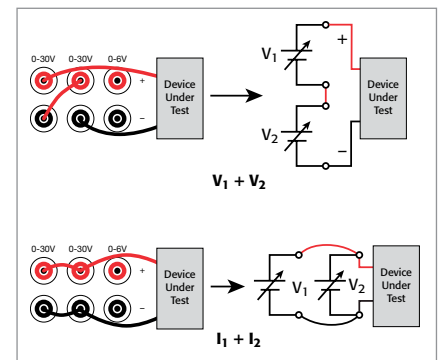 0-30V 0-30V 0-6V
+
−
Device
Under
Test
V1
V2
+
−
Device
Under
Test
V1 + V2
0-30V 0-30V 0-6V
+
−
Device
Under
Test
V1
V2
Device
Under
Test
I1 + I2